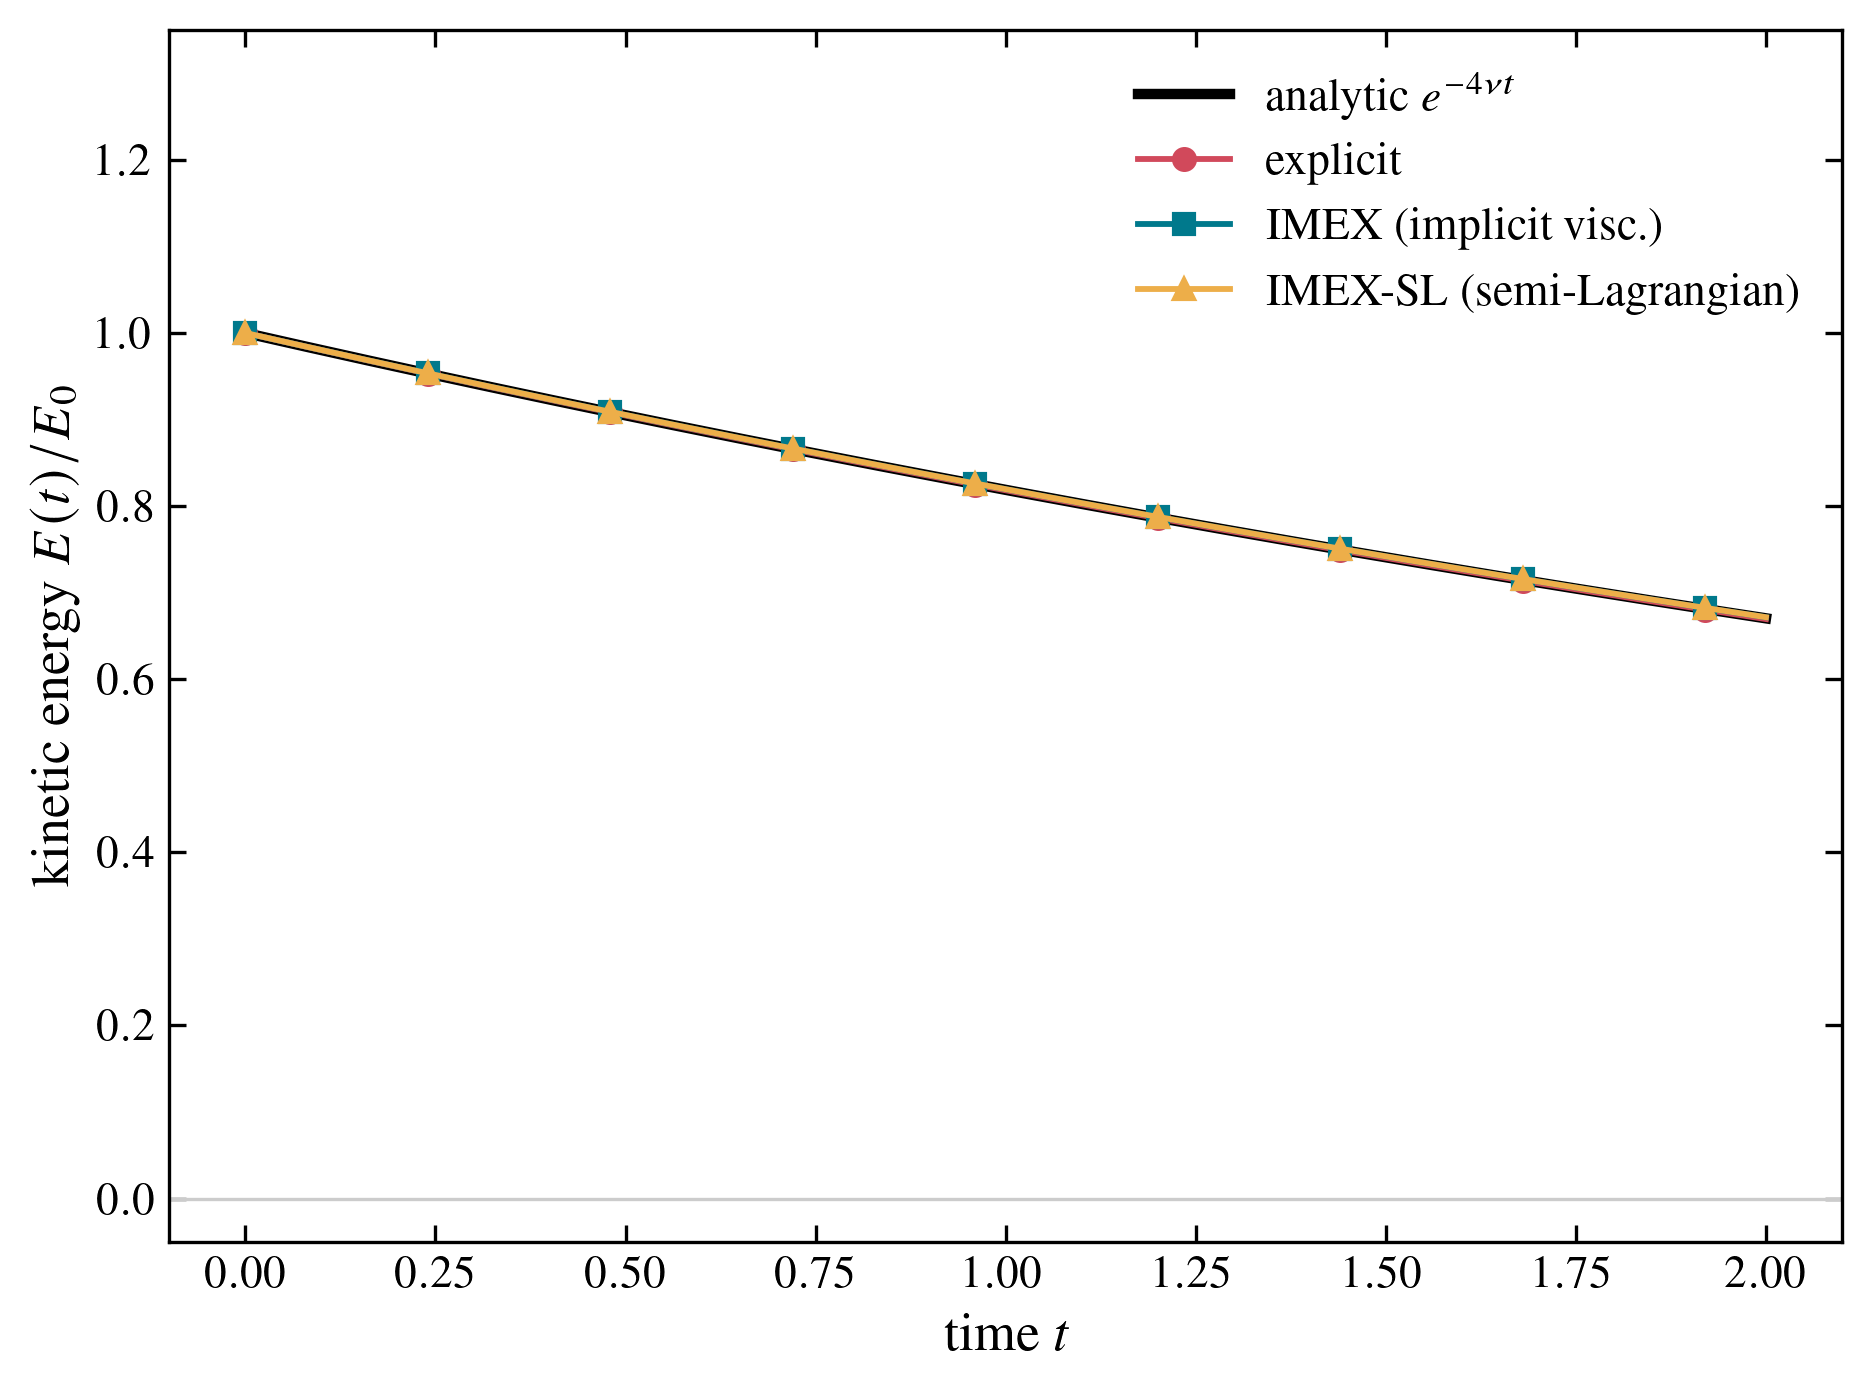 analytic e^{−4νt}
explicit
IMEX (implicit visc.)
IMEX-SL (semi-Lagrangian)
kinetic energy E(t)/E₀
1.2
1.0
0.8
0.6
0.4
0.2
0.0
0.00 0.25 0.50 0.75 1.00 1.25 1.50 1.75 2.00
time t